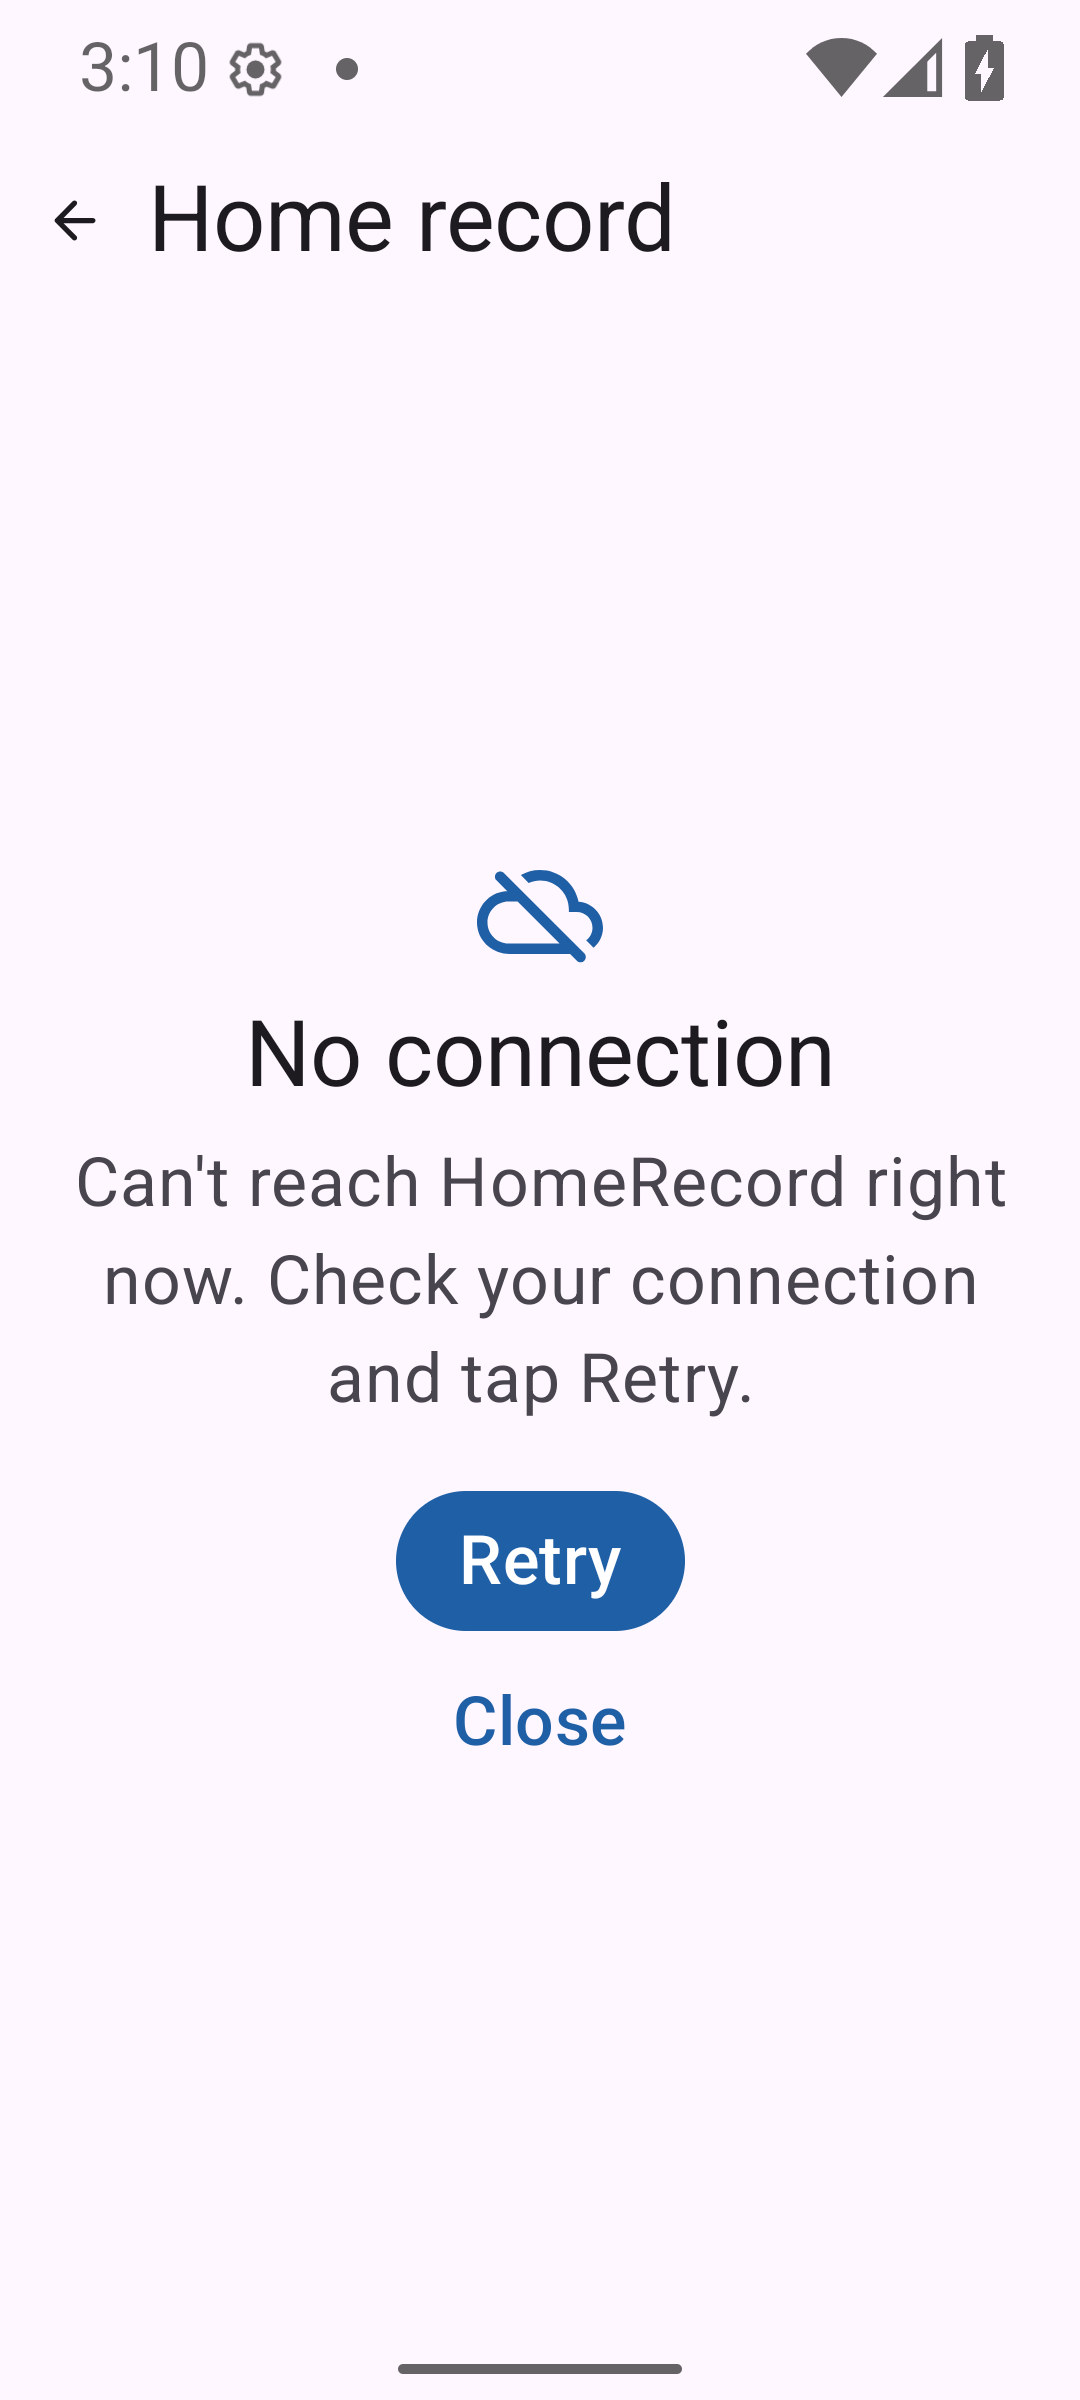 3:10
Home record
No connection
Can't reach HomeRecord right
now. Check your connection
and tap Retry.
Retry
Close